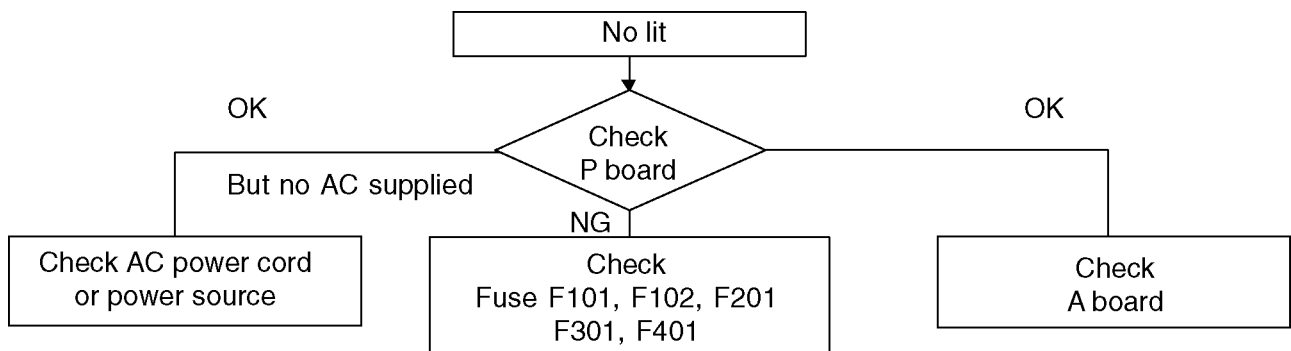 No lit
OK
OK
Check
P board
But no AC supplied
NG
Check AC power cord
or power source
Check
Fuse F101, F102, F201
F301, F401
Check
A board